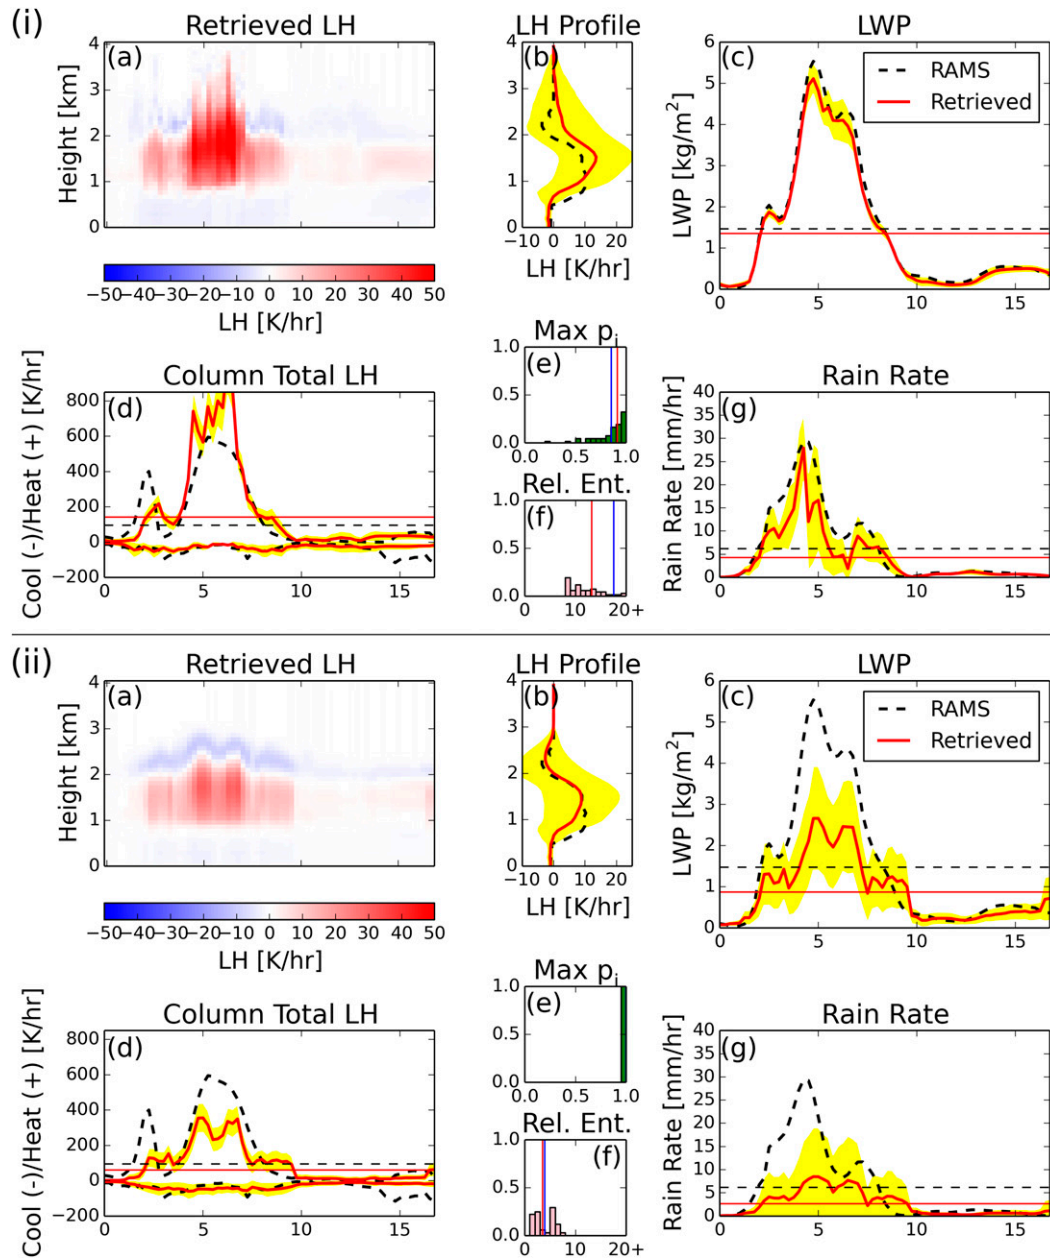 (i)
Retrieved LH
(a)
4
3
2
1
0
Height [km]
−50−40−30−20−10 0 10 20 30 40 50
LH [K/hr]
LH Profile
(b)
4
3
2
1
0
−10 0 10 20
LH [K/hr]
LWP
(c)
RAMS
Retrieved
6
5
4
3
2
1
0
LWP [kg/m²]
0 5 10 15
Column Total LH
(d)
800
600
400
200
0
−200
Cool (-)/Heat (+) [K/hr]
0 5 10 15
Max pᵢ
(e)
1.0
0.5
0.0
0.0 0.5 1.0
Rel. Ent.
(f)
1.0
0.5
0.0
0 10 20+
Rain Rate
(g)
40
35
30
25
20
15
10
5
0
Rain Rate [mm/hr]
0 5 10 15
(ii)
Retrieved LH
(a)
4
3
2
1
0
Height [km]
−50−40−30−20−10 0 10 20 30 40 50
LH [K/hr]
LH Profile
(b)
4
3
2
1
0
−10 0 10 20
LH [K/hr]
LWP
(c)
RAMS
Retrieved
6
5
4
3
2
1
0
LWP [kg/m²]
0 5 10 15
Column Total LH
(d)
800
600
400
200
0
−200
Cool (-)/Heat (+) [K/hr]
0 5 10 15
Max pᵢ
(e)
1.0
0.5
0.0
0.0 0.5 1.0
Rel. Ent.
(f)
1.0
0.5
0.0
0 10 20+
Rain Rate
(g)
40
35
30
25
20
15
10
5
0
Rain Rate [mm/hr]
0 5 10 15